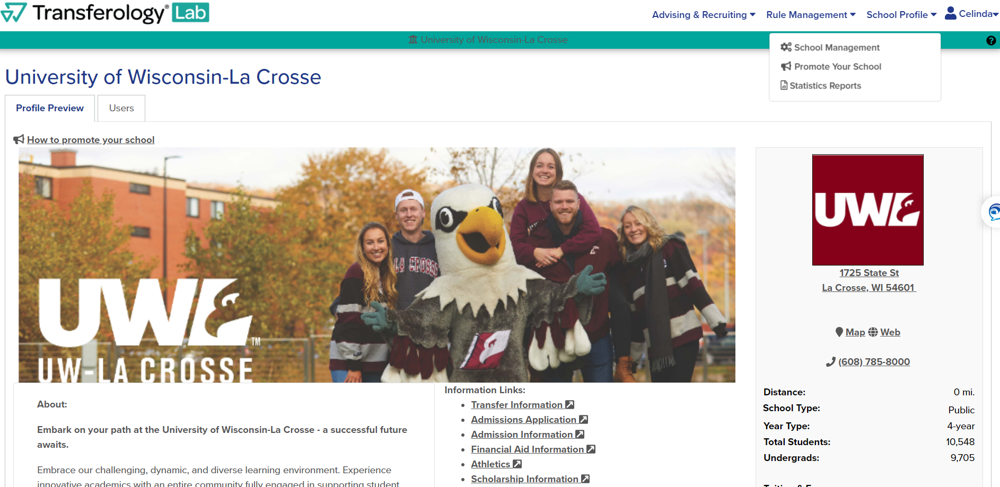 Transferology® Lab
Advising & Recruiting
Rule Management
School Profile
Celinda
University of Wisconsin-La Crosse
?
School Management
Promote Your School
Statistics Reports
University of Wisconsin-La Crosse
Profile Preview
Users
How to promote your school
LA CROSSE
UWL TM
UW-LA CROSSE
UWL
1725 State St
La Crosse, WI 54601
Map Web
(608) 785-8000
Distance: 0 mi.
School Type: Public
Year Type: 4-year
Total Students: 10,548
Undergrads: 9,705
About:
Embark on your path at the University of Wisconsin-La Crosse - a successful future
awaits.
Embrace our challenging, dynamic, and diverse learning environment. Experience
innovative academics with an entire community fully engaged in supporting student
Information Links:
Transfer Information
Admissions Application
Admission Information
Financial Aid Information
Athletics
Scholarship Information